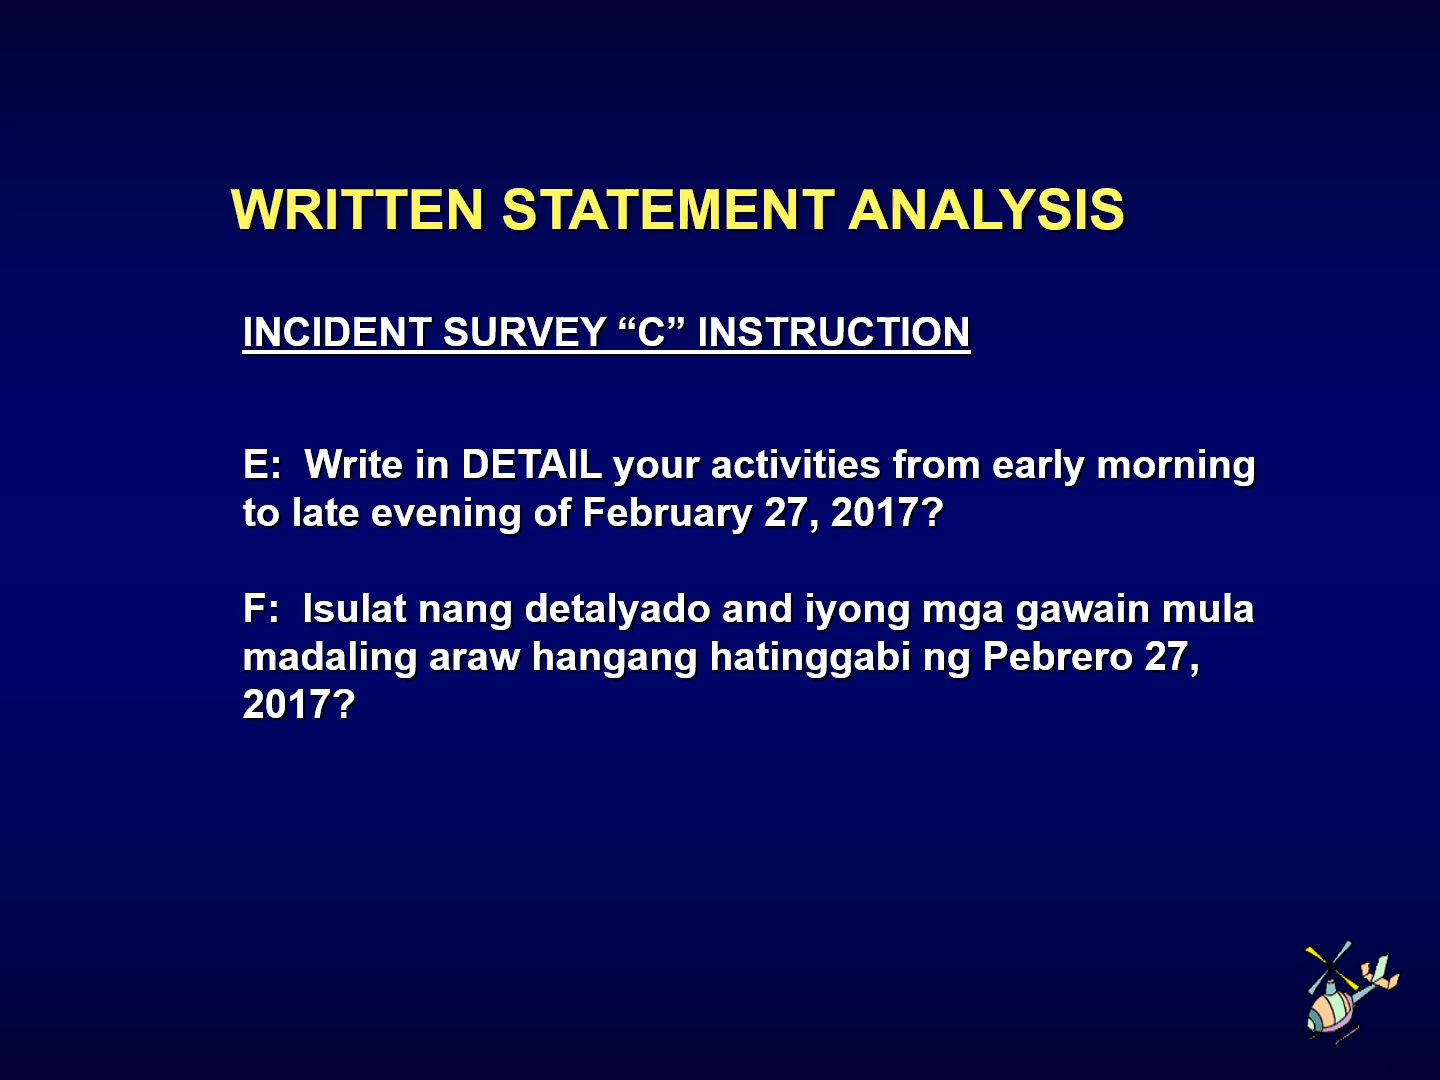 WRITTEN STATEMENT ANALYSIS
INCIDENT SURVEY “C” INSTRUCTION
E:  Write in DETAIL your activities from early morning
to late evening of February 27, 2017?
F:  Isulat nang detalyado and iyong mga gawain mula
madaling araw hangang hatinggabi ng Pebrero 27,
2017?